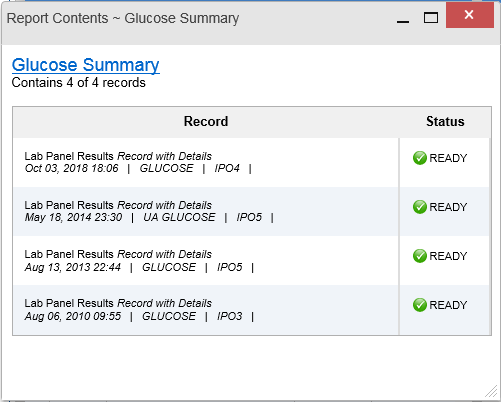 Report Contents ~ Glucose Summary
Glucose Summary
Contains 4 of 4 records
Record Status
Lab Panel Results Record with Details
Oct 03, 2018 18:06 | GLUCOSE | IPO4 |
READY
Lab Panel Results Record with Details
May 18, 2014 23:30 | UA GLUCOSE | IPO5 |
READY
Lab Panel Results Record with Details
Aug 13, 2013 22:44 | GLUCOSE | IPO5 |
READY
Lab Panel Results Record with Details
Aug 06, 2010 09:55 | GLUCOSE | IPO3 |
READY